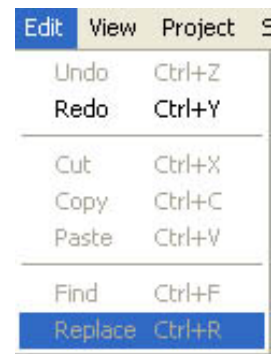 Edit View Project S
Undo Ctrl+Z
Redo Ctrl+Y
Cut Ctrl+X
Copy Ctrl+C
Paste Ctrl+V
Find Ctrl+F
Replace Ctrl+R